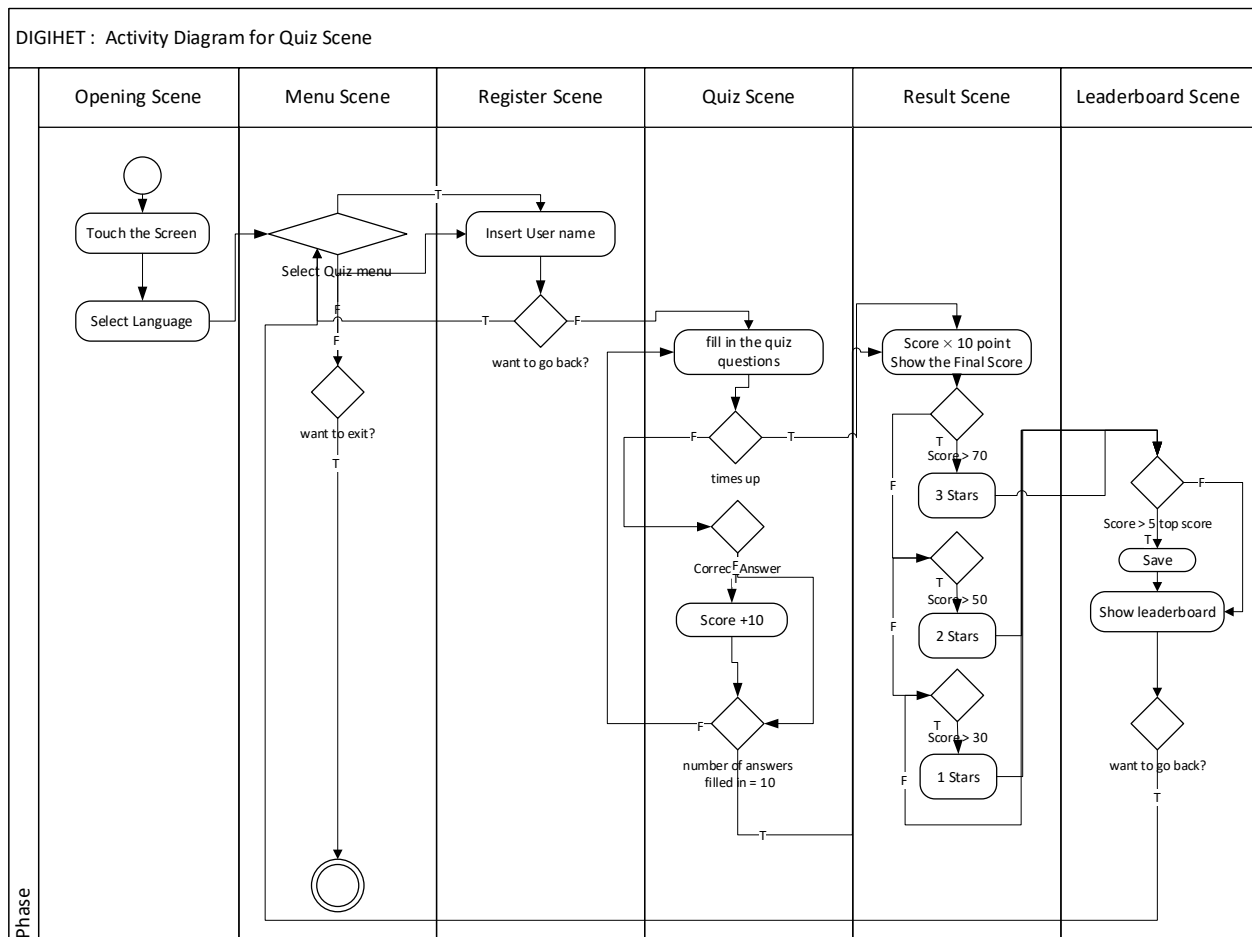 DIGIHET : Activity Diagram for Quiz Scene
Phase
Opening Scene
Menu Scene
Register Scene
Quiz Scene
Result Scene
Leaderboard Scene
Touch the Screen
Select Language
Select Quiz menu
T
F
F
want to exit?
T
Insert User name
T
F
want to go back?
fill in the quiz
questions
F
T
times up
Correct Answer
F
T
Score +10
F
number of answers
filled in = 10
T
Score × 10 point
Show the Final Score
T
Score > 70
F
3 Stars
T
Score > 50
F
2 Stars
T
Score > 30
F
1 Stars
F
Score > 5 top score
T
Save
Show leaderboard
want to go back?
T